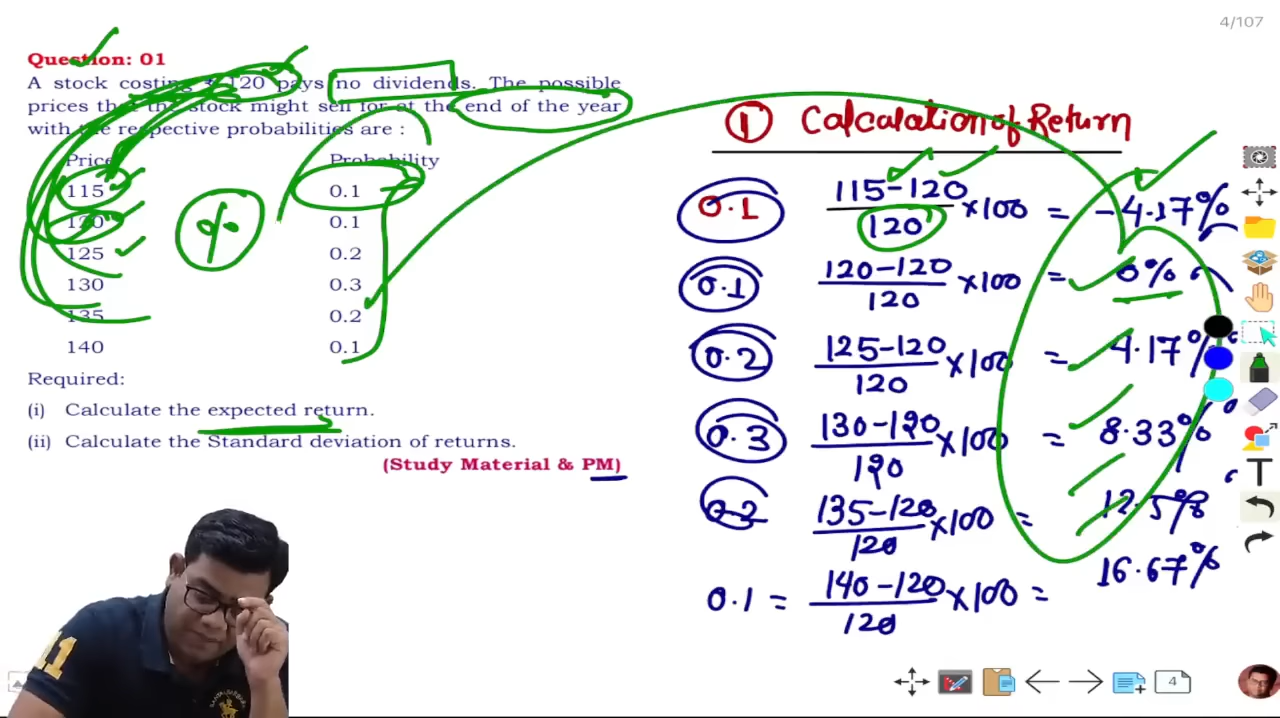 4/107
Question: 01
A stock costing ₹ 120 pays no dividends. The possible
prices that the stock might sell for at the end of the year
with the respective probabilities are :
Price Probability
115 0.1
120 0.1
125 0.2
130 0.3
135 0.2
140 0.1
Required:
(i) Calculate the expected return.
(ii) Calculate the Standard deviation of returns.
(Study Material & PM)
%
① Calculation of Return
0.1 115-120/120 ×100 = -4.17%
0.1 120-120/120 ×100 = 0%
0.2 125-120/120 ×100 = 4.17%
0.3 130-120/120 ×100 = 8.33%
0.2 135-120/120 ×100 = 12.5%
0.1 = 140-120/120 ×100 = 16.67%
11
T
4